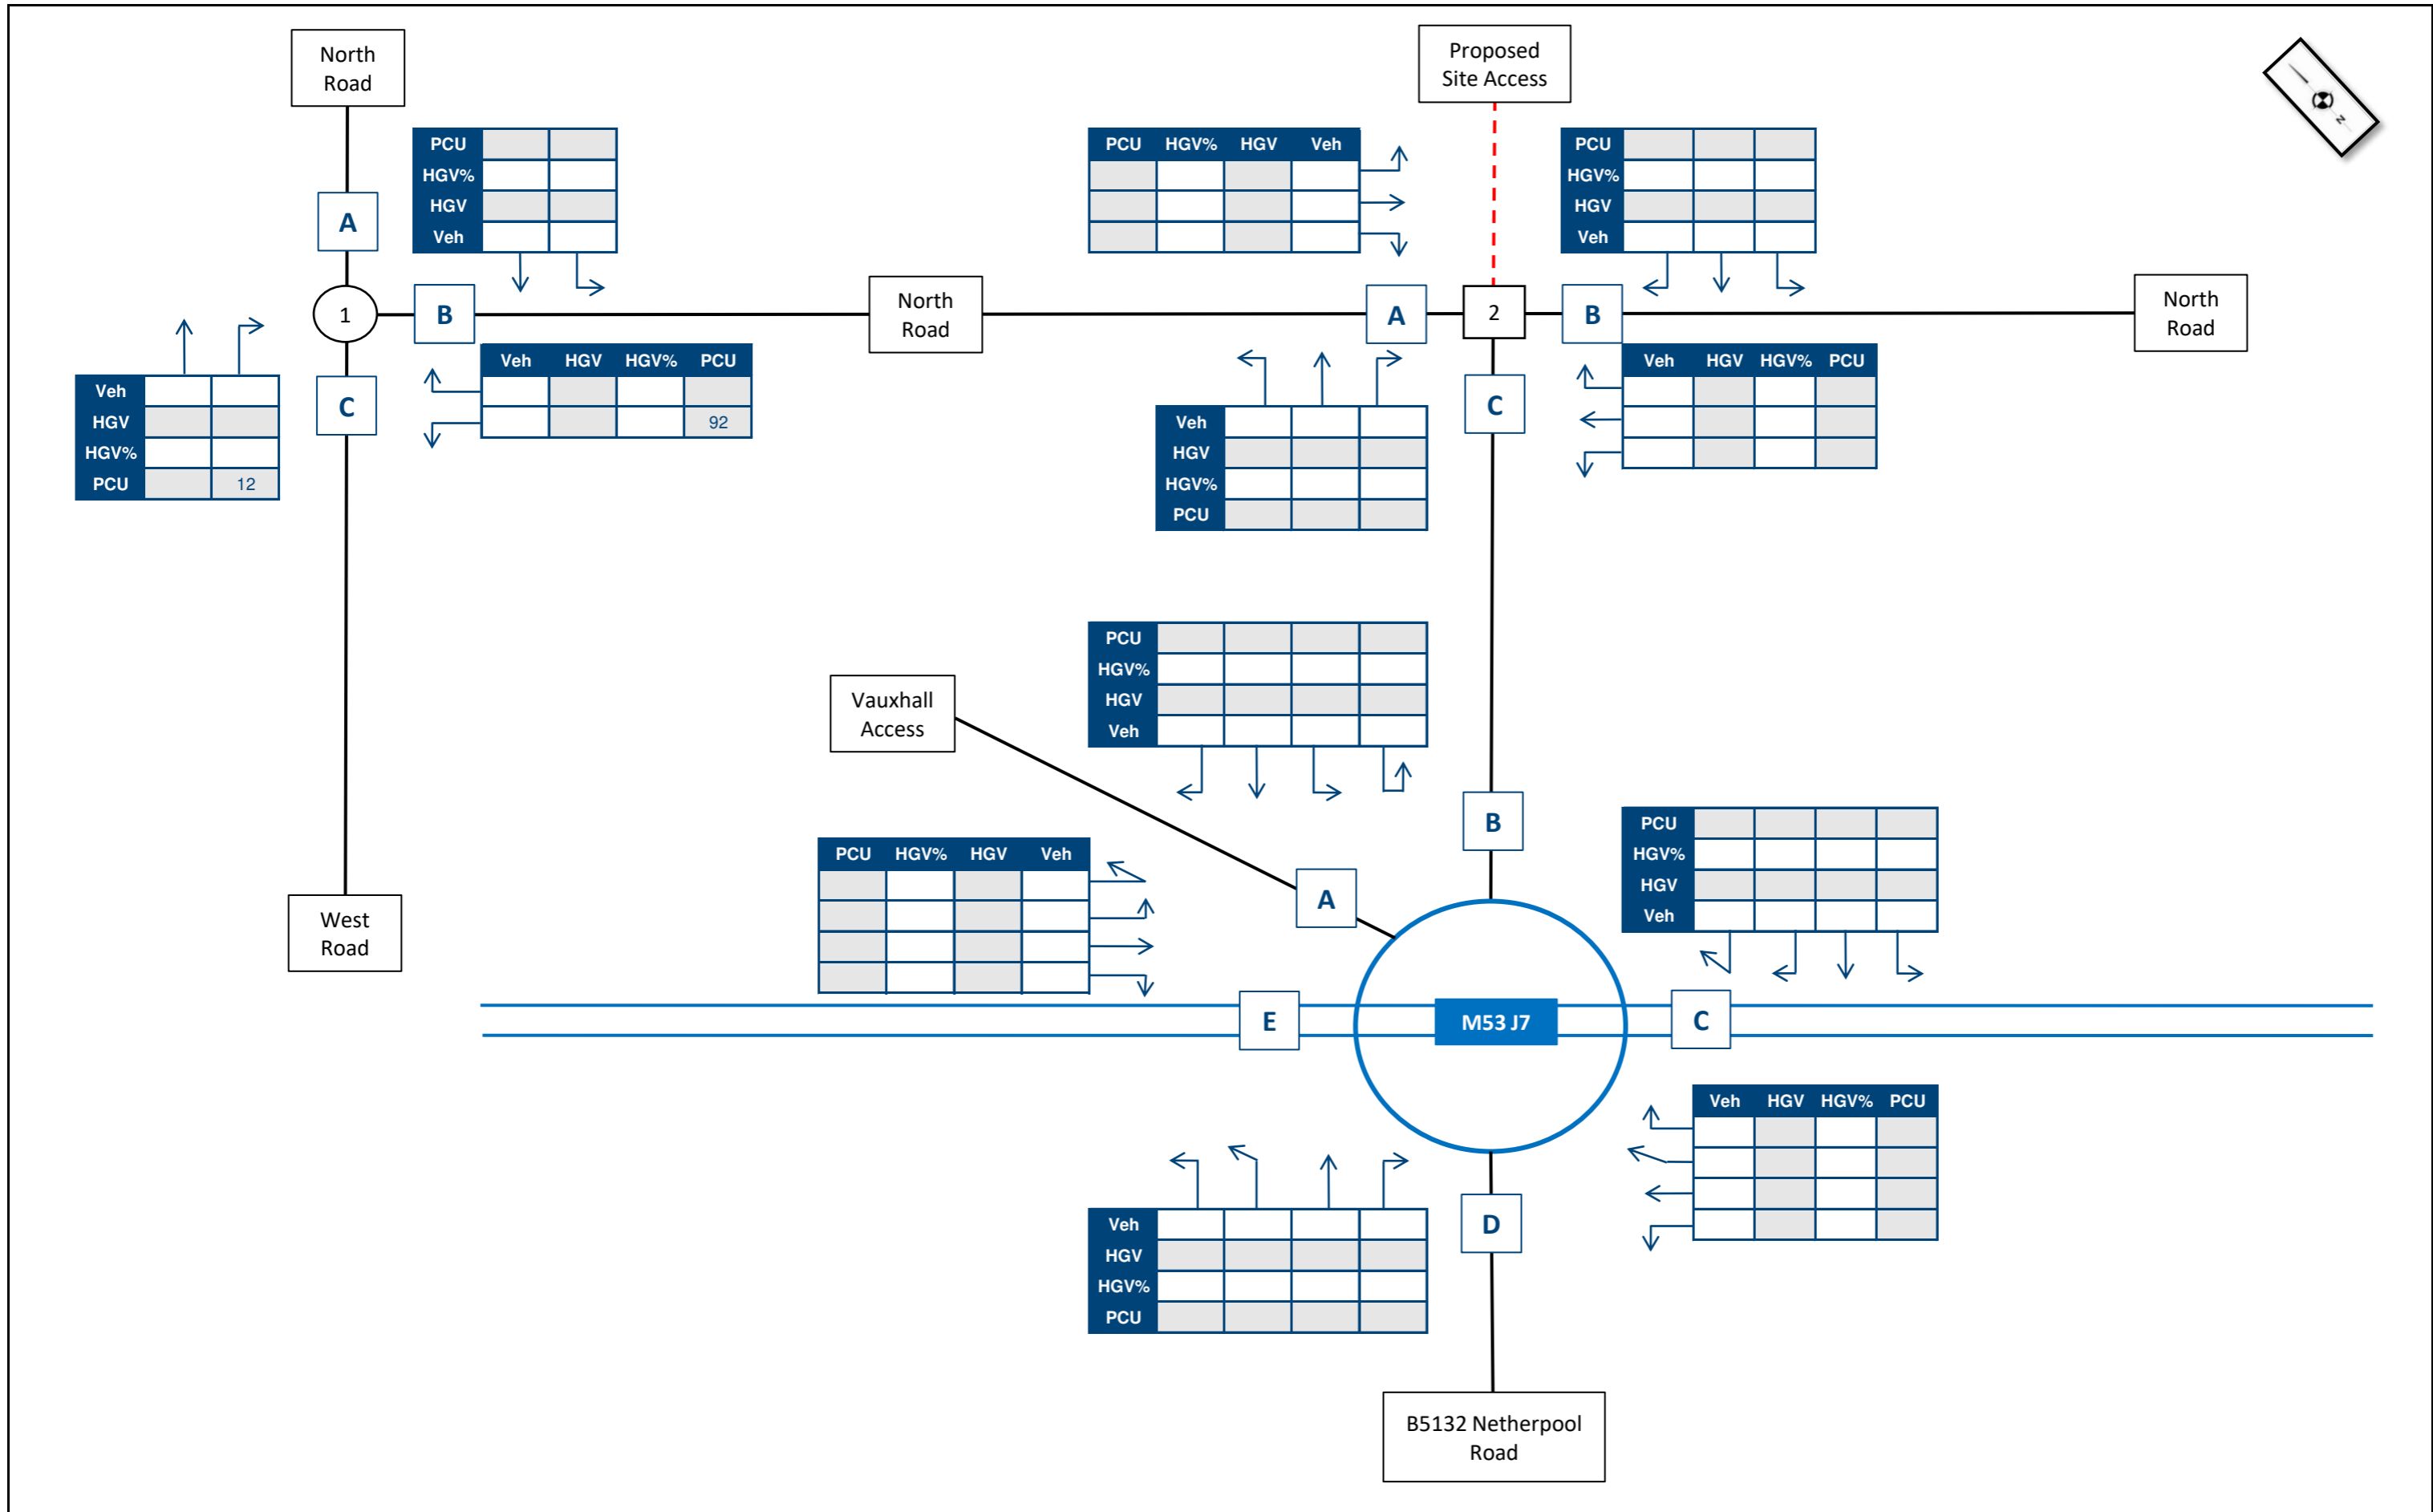 North
Road
Proposed
Site Access
N
PCU
HGV%
HGV
Veh
PCU HGV% HGV Veh
PCU
HGV%
HGV
Veh
A
1
B
North
Road
A
2
B
North
Road
Veh
HGV
HGV%
PCU 12
C
Veh HGV HGV% PCU
92
Veh
HGV
HGV%
PCU
C
Veh HGV HGV% PCU
PCU
HGV%
HGV
Veh
Vauxhall
Access
B
PCU
HGV%
HGV
Veh
PCU HGV% HGV Veh
A
West
Road
E
M53 J7
C
Veh HGV HGV% PCU
Veh
HGV
HGV%
PCU
D
B5132 Netherpool
Road